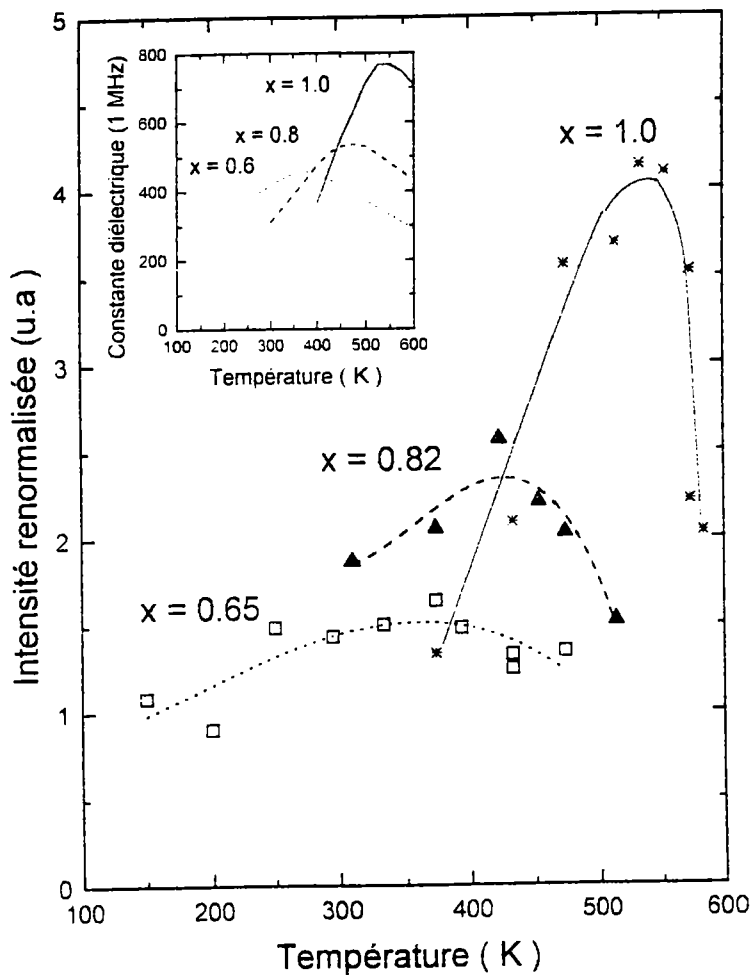 5
4
3
2
1
0
100
200
300
400
500
600
Intensité renormalisée (u.a )
Température ( K )
x = 1.0
x = 0.82
x = 0.65
800
600
400
200
0
100 200 300 400 500 600
Constante diélectrique (1 MHz)
Température ( K )
x = 1.0
x = 0.8
x = 0.6